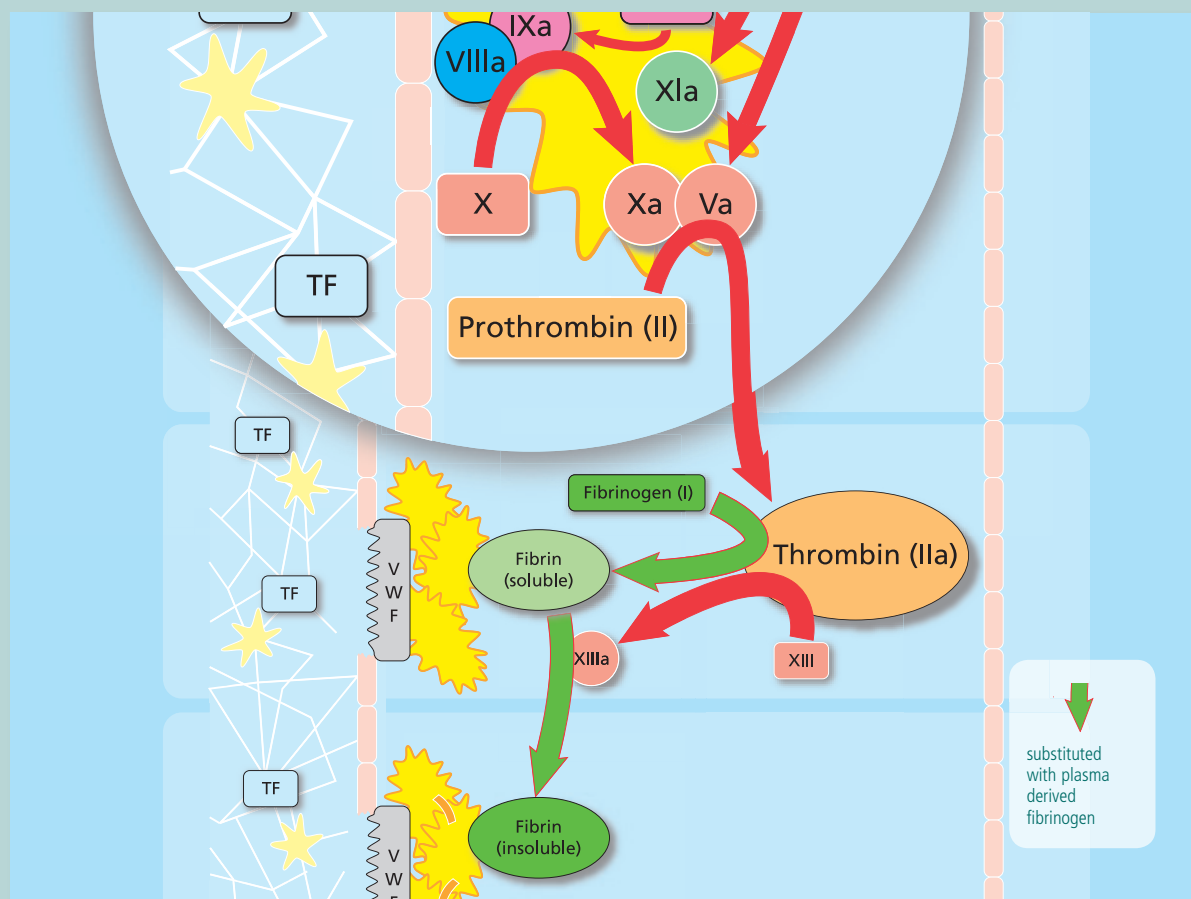 IXa
VIIIa
XIa
X
Xa
Va
TF
Prothrombin (II)
TF
Fibrinogen (I)
Thrombin (IIa)
Fibrin
(soluble)
V
W
F
TF
XIIIa
XIII
substituted
with plasma
derived
fibrinogen
TF
Fibrin
(insoluble)
V
W
F